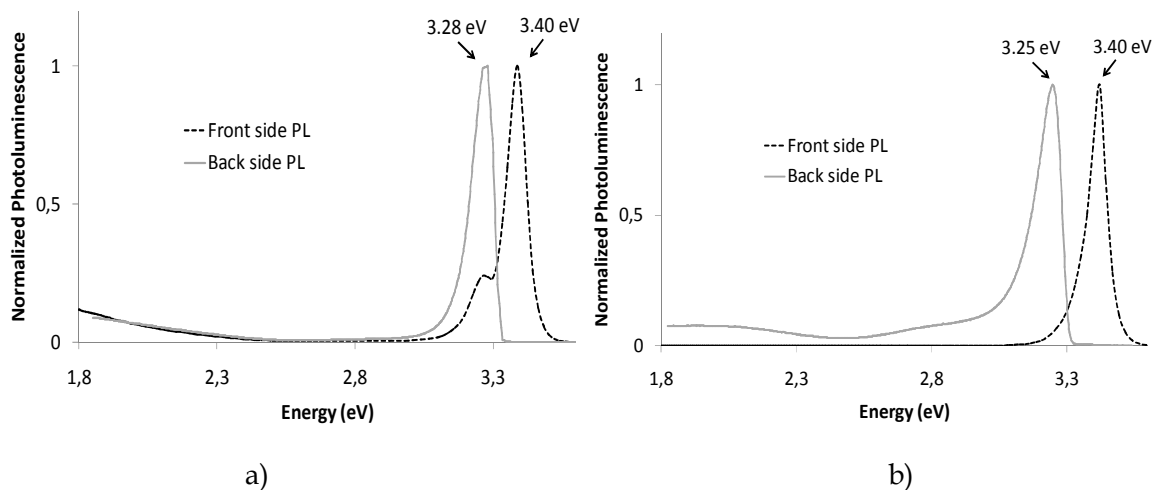 3.28 eV
3.40 eV
1
Normalized Photoluminescence
Front side PL
Back side PL
0,5
0
1,8
2,3
2,8
3,3
Energy (eV)
a)
3.25 eV
3.40 eV
1
Normalized Photoluminescence
Front side PL
Back side PL
0,5
0
1,8
2,3
2,8
3,3
Energy (eV)
b)